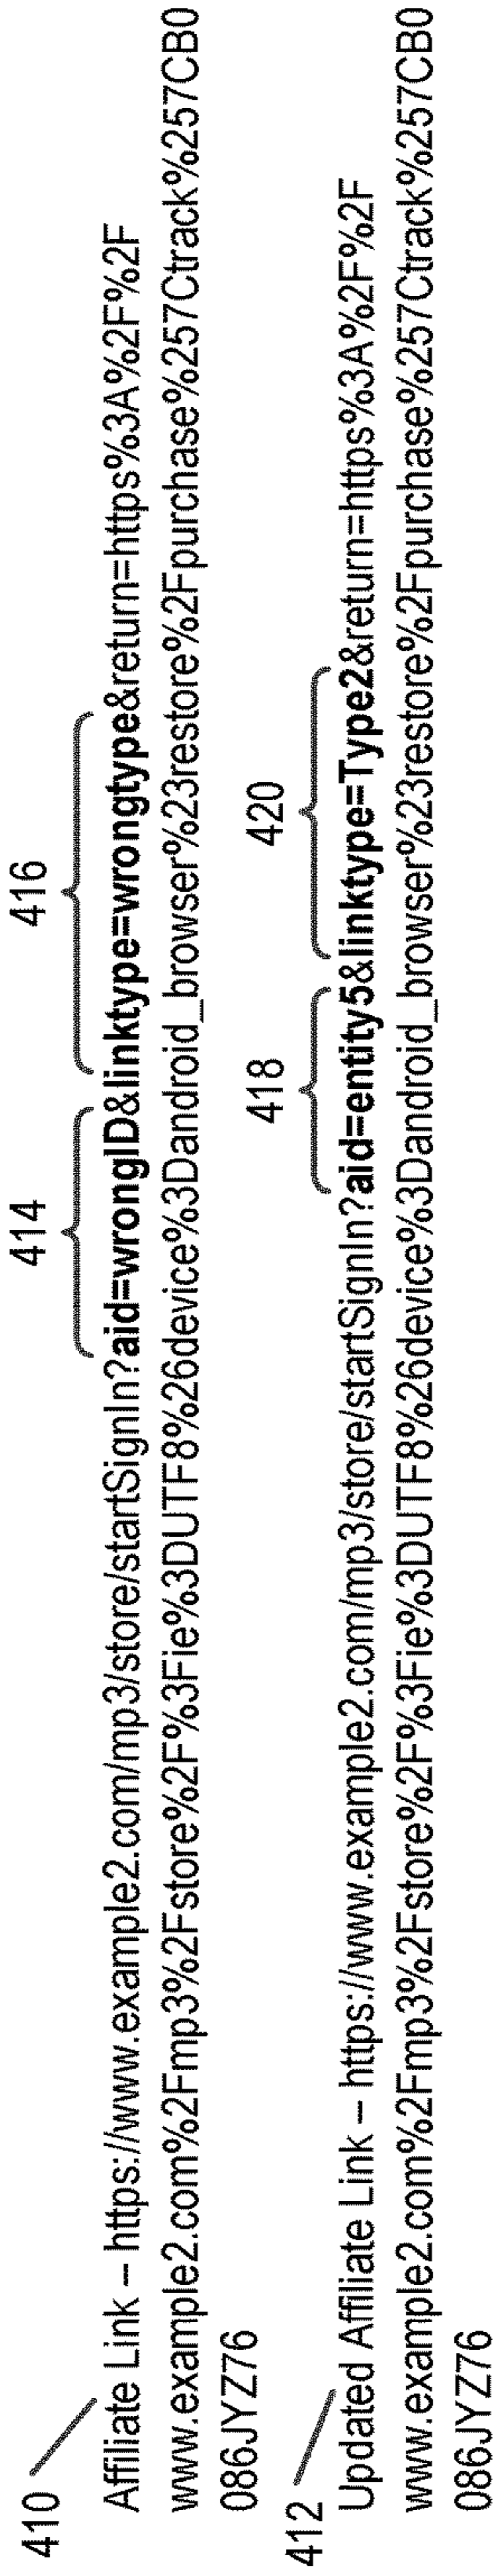 414
416
410
Affiliate Link – https://www.example2.com/mp3/store/startSignIn?aid=wrongID&linktype=wrongtype&return=https%3A%2F%2F
www.example2.com%2Fmp3%2Fstore%2F%3Fie%3DUTF8%26device%3Dandroid_browser%23restore%2Fpurchase%257Ctrack%257CB0
086JYZ76
418
420
412
Updated Affiliate Link – https://www.example2.com/mp3/store/startSignIn?aid=entity5&linktype=Type2&return=https%3A%2F%2F
www.example2.com%2Fmp3%2Fstore%2F%3Fie%3DUTF8%26device%3Dandroid_browser%23restore%2Fpurchase%257Ctrack%257CB0
086JYZ76